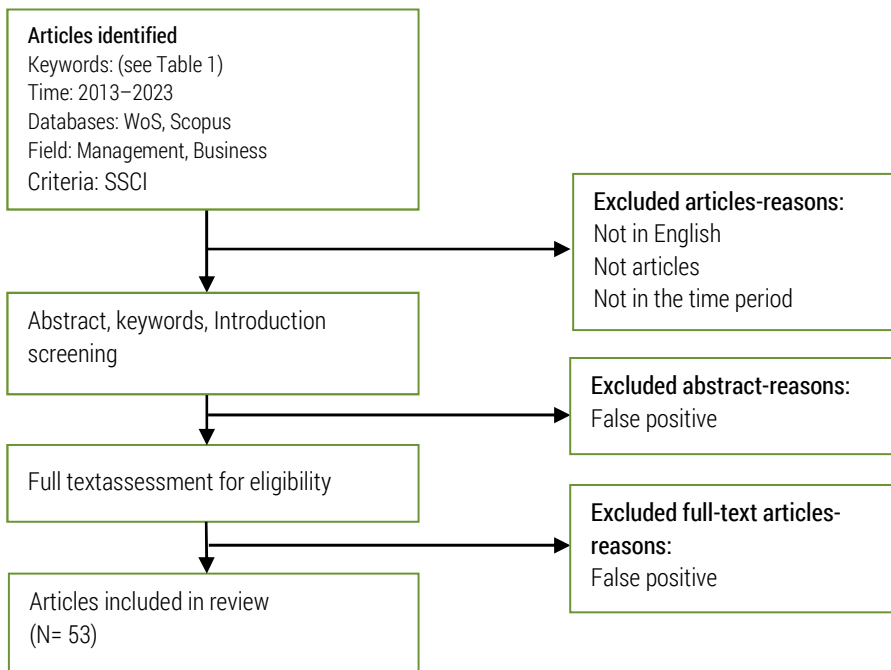 Articles identified
Keywords: (see Table 1)
Time: 2013–2023
Databases: WoS, Scopus
Field: Management, Business
Criteria: SSCI
Excluded articles-reasons:
Not in English
Not articles
Not in the time period
Abstract, keywords, Introduction
screening
Excluded abstract-reasons:
False positive
Full textassessment for eligibility
Excluded full-text articles-
reasons:
False positive
Articles included in review
(N= 53)